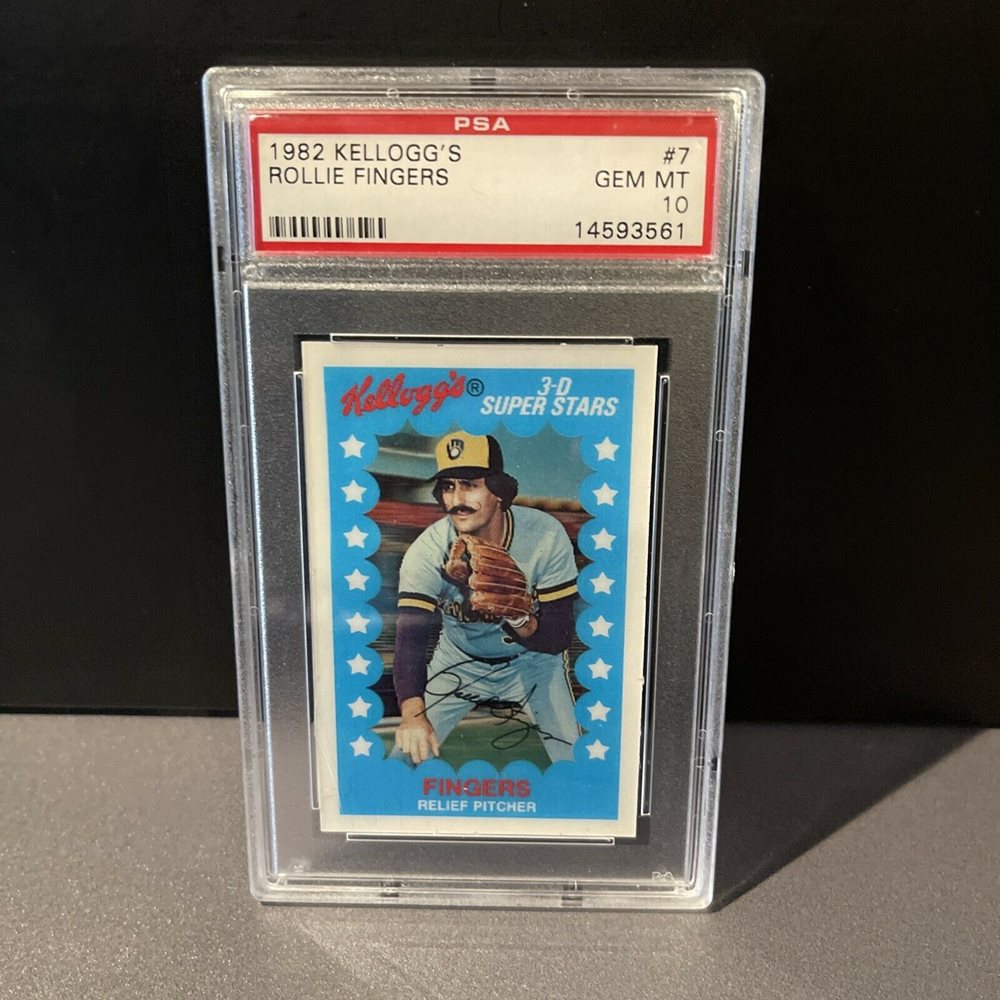 PSA
1982 KELLOGG'S #7
ROLLIE FINGERS GEM MT
10
14593561
Kellogg's® 3-D
SUPER STARS
FINGERS
RELIEF PITCHER